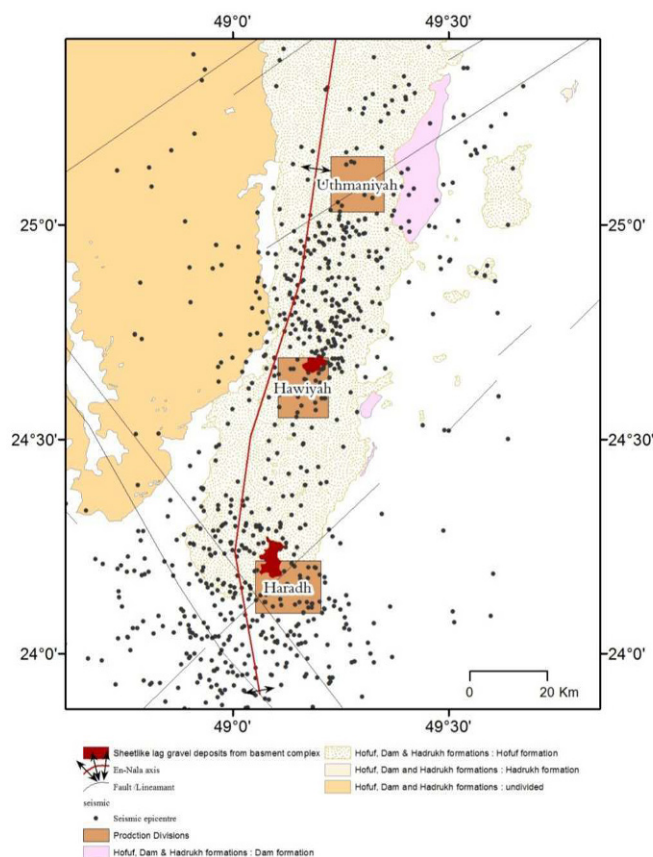 49°0' 49°30'
Uthmaniyah
25°0' 25°0'
Hawiyah
24°30' 24°30'
Haradh
24°0' 24°0'
0 20 Km
49°0' 49°30'
Sheetlike lag gravel deposits from basment complex
En-Nala axis
Fault /Lineamant
seismic
Seismic epicentre
Prodction Divisions
Hofuf, Dam & Hadrukh formations : Dam formation
Hofuf, Dam & Hadrukh formations : Hofuf formation
Hofuf, Dam and Hadrukh formations : Hadrukh formation
Hofuf, Dam and Hadrukh formations : undivided